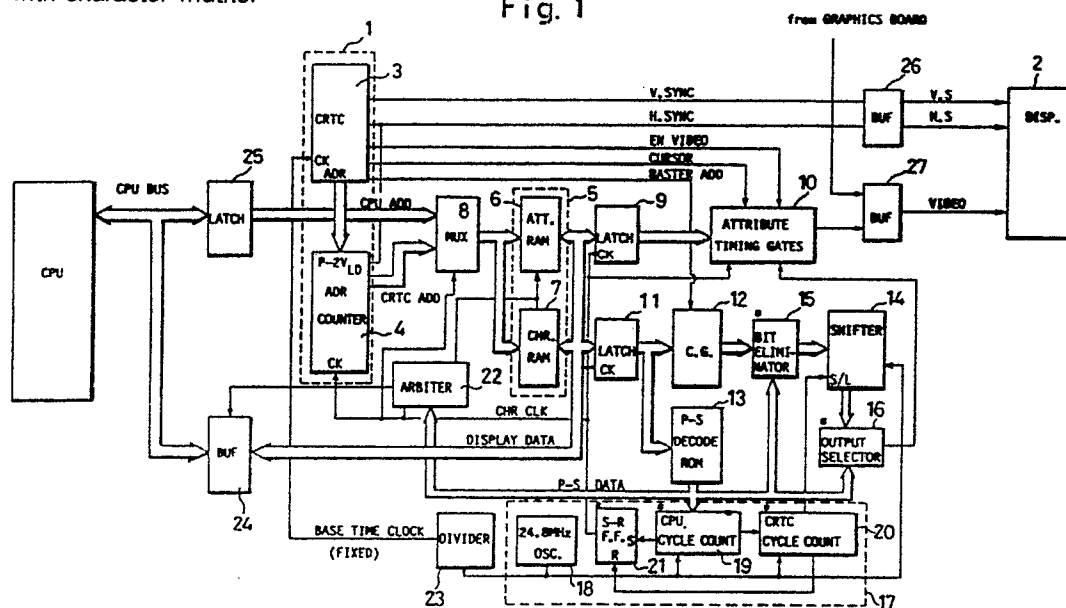 with character widths.
Fig. 1
from GRAPHICS BOARD
1
3
26
2
V,SYNC
H.SYNC
BUF
V.S
H.S
DISP.
CRTC
EN VIDEO
CURSOR
RASTER ADD
CK
ADR
25
27
CPU BUS
LATCH
CPU ADD
8
MUX
6
5
ATT.
RAM
9
LATCH
CK
10
ATTRIBUTE
TIMING GATES
BUF
VIDEO
CPU
P-2V LD
ADR
COUNTER
CRTC ADD
4
CK
7
CHR.
RAM
11
LATCH
CK
12
C.G.
15
BIT ELIMI-
NATOR
14
SHIFTER
S/L
ARBITER
22
CHR CLK
13
P-S
DECODE
ROM
16
OUTPUT
SELECTOR
BUF
DISPLAY DATA
24
P-S DATA
BASE TIME CLOCK
(FIXED)
DIVIDER
23
24.8MHz
OSC.
18
S-R
F.F. S
R
21
CPU
CYCLE COUNT
19
CRTC
CYCLE COUNT
20
17